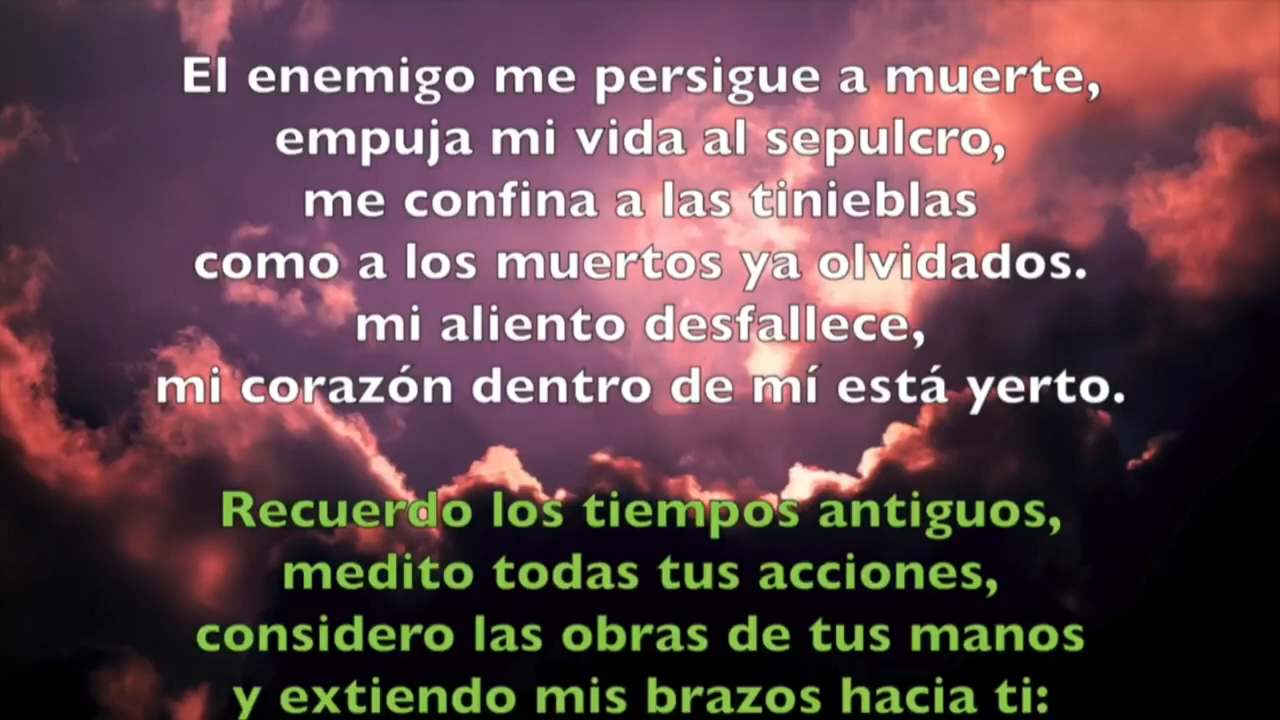 El enemigo me persigue a muerte,
empuja mi vida al sepulcro,
me confina a las tinieblas
como a los muertos ya olvidados.
mi aliento desfallece,
mi corazón dentro de mí está yerto.
Recuerdo los tiempos antiguos,
medito todas tus acciones,
considero las obras de tus manos
y extiendo mis brazos hacia ti: